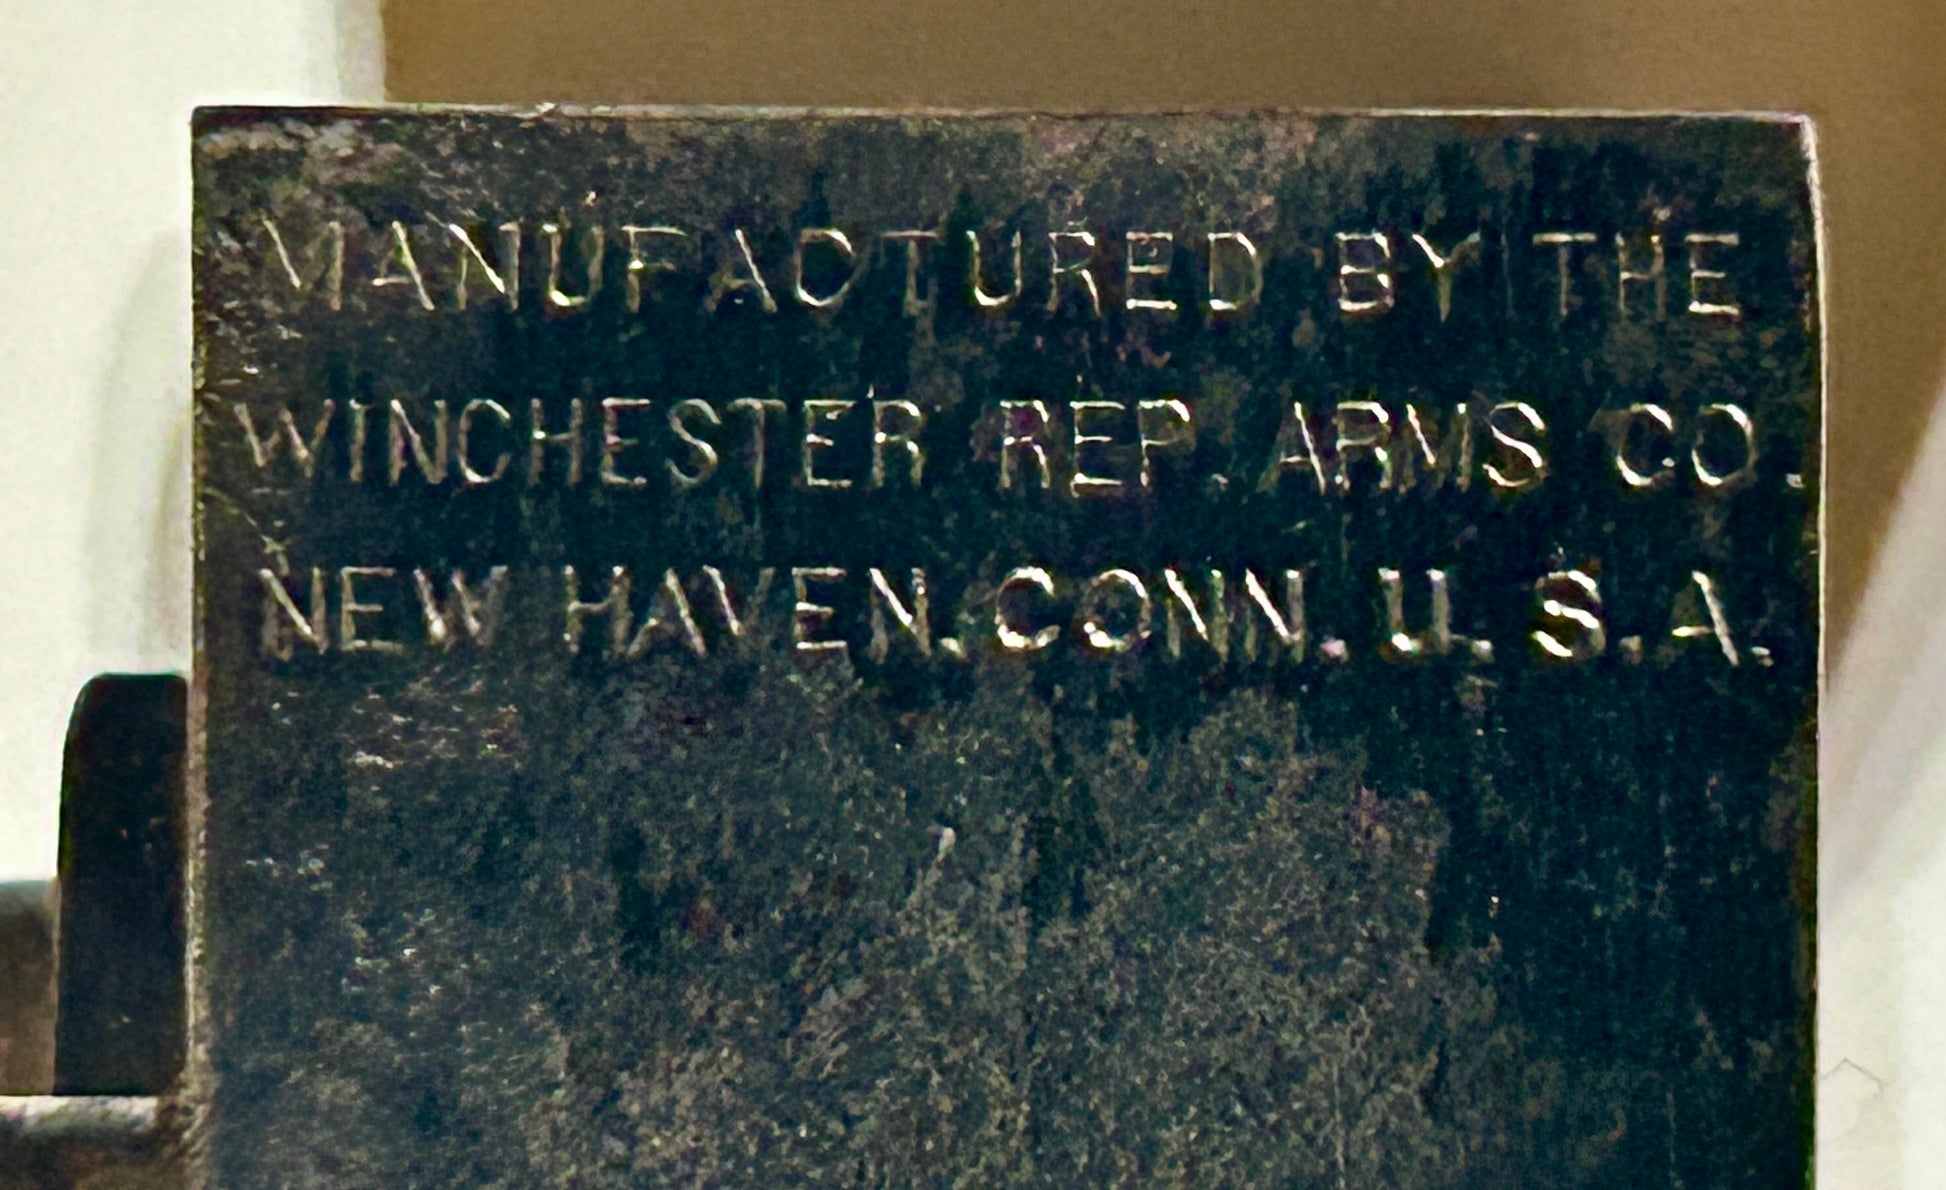 MANUFACTURED BY THE
WINCHESTER REP. ARMS CO.
NEW HAVEN. CONN. U. S. A.